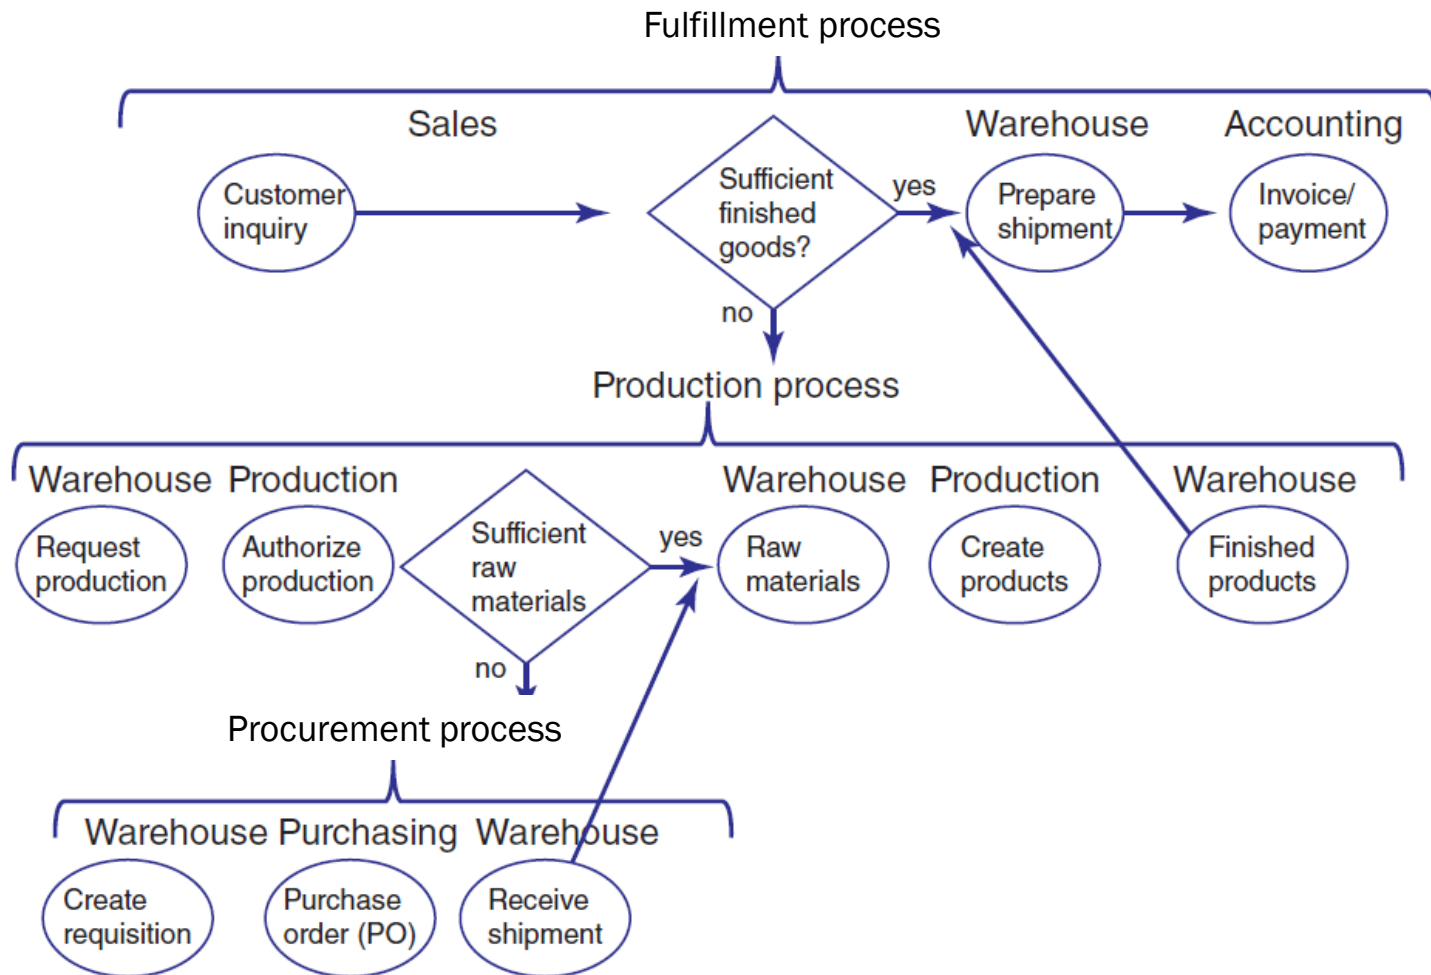 Fulfillment process
Sales
Warehouse
Accounting
Customer
inquiry
Sufficient
finished
goods?
yes
Prepare
shipment
Invoice/
payment
no
Production process
Warehouse
Production
Warehouse
Production
Warehouse
Request
production
Authorize
production
Sufficient
raw
materials
yes
Raw
materials
Create
products
Finished
products
no
Procurement process
Warehouse
Purchasing
Warehouse
Create
requisition
Purchase
order (PO)
Receive
shipment